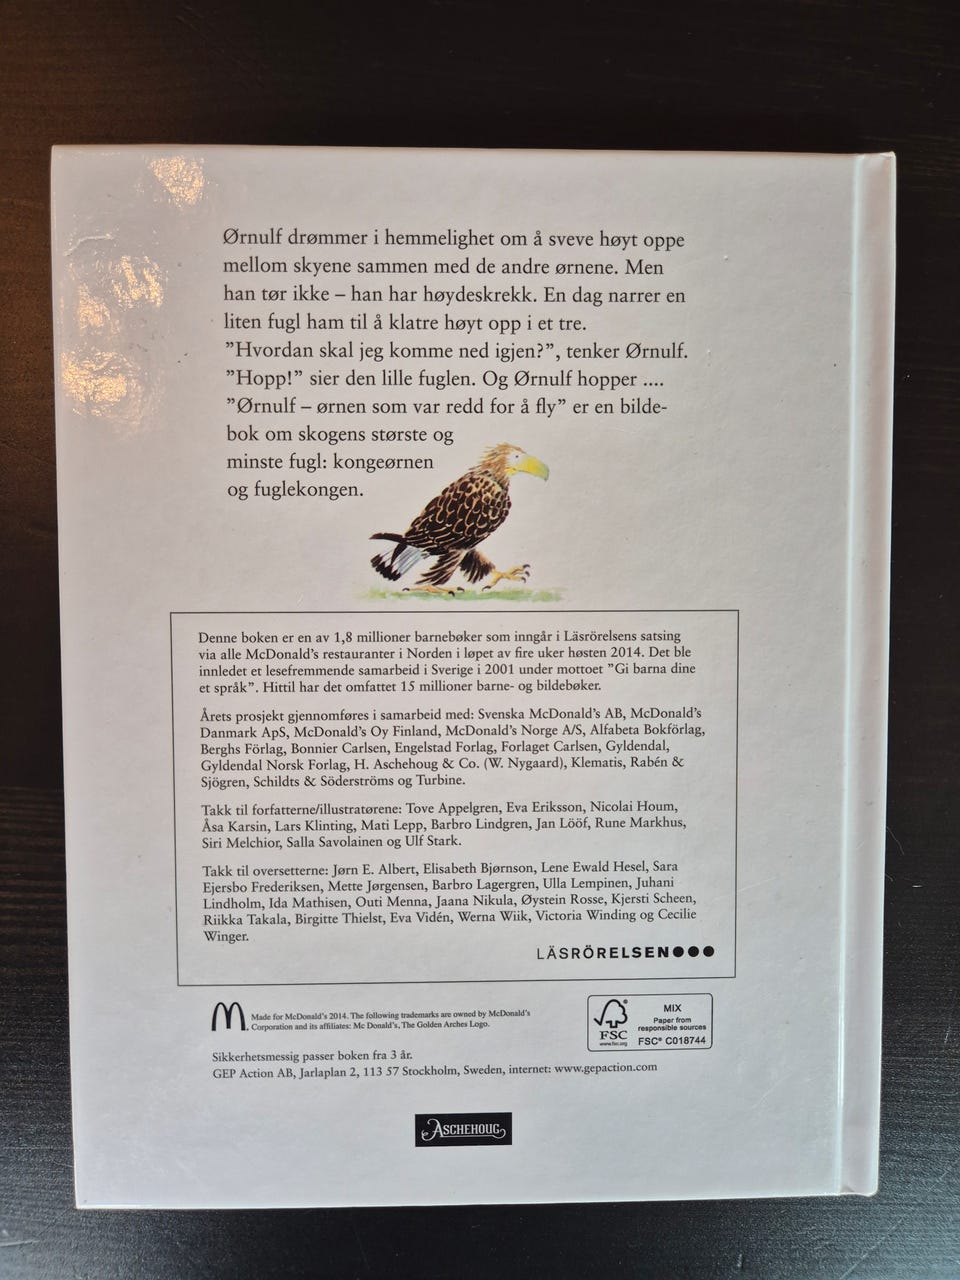 Ørnulf drømmer i hemmelighet om å sveve høyt oppe
mellom skyene sammen med de andre ørnene. Men
han tør ikke – han har høydeskrekk. En dag narrer en
liten fugl ham til å klatre høyt opp i et tre.
”Hvordan skal jeg komme ned igjen?”, tenker Ørnulf.
”Hopp!” sier den lille fuglen. Og Ørnulf hopper ....
”Ørnulf – ørnen som var redd for å fly” er en bilde-
bok om skogens største og
minste fugl: kongeørnen
og fuglekongen.
Denne boken er en av 1,8 millioner barnebøker som inngår i Läsrörelsens satsing
via alle McDonald’s restauranter i Norden i løpet av fire uker høsten 2014. Det ble
innledet et lesefremmende samarbeid i Sverige i 2001 under mottoet ”Gi barna dine
et språk”. Hittil har det omfattet 15 millioner barne- og bildebøker.
Årets prosjekt gjennomføres i samarbeid med: Svenska McDonald’s AB, McDonald’s
Danmark ApS, McDonald’s Oy Finland, McDonald’s Norge A/S, Alfabeta Bokförlag,
Berghs Förlag, Bonnier Carlsen, Engelstad Forlag, Forlaget Carlsen, Gyldendal,
Gyldendal Norsk Forlag, H. Aschehoug & Co. (W. Nygaard), Klematis, Rabén &
Sjögren, Schildts & Söderströms og Turbine.
Takk til forfatterne/illustratørene: Tove Appelgren, Eva Eriksson, Nicolai Houm,
Åsa Karsin, Lars Klinting, Mati Lepp, Barbro Lindgren, Jan Lööf, Rune Markhus,
Siri Melchior, Salla Savolainen og Ulf Stark.
Takk til oversetterne: Jørn E. Albert, Elisabeth Bjørnson, Lene Ewald Hesel, Sara
Ejersbo Frederiksen, Mette Jørgensen, Barbro Lagergren, Ulla Lempinen, Juhani
Lindholm, Ida Mathisen, Outi Menna, Jaana Nikula, Øystein Rosse, Kjersti Scheen,
Riikka Takala, Birgitte Thielst, Eva Vidén, Werna Wiik, Victoria Winding og Cecilie
Winger.
LÄSRÖRELSEN●●●
Made for McDonald’s 2014. The following trademarks are owned by McDonald’s
Corporation and its affiliates: Mc Donald’s, The Golden Arches Logo.
FSC
www.fsc.org
MIX
Paper from
responsible sources
FSC® C018744
Sikkerhetsmessig passer boken fra 3 år.
GEP Action AB, Jarlaplan 2, 113 57 Stockholm, Sweden, internet: www.gepaction.com
ASCHEHOUG